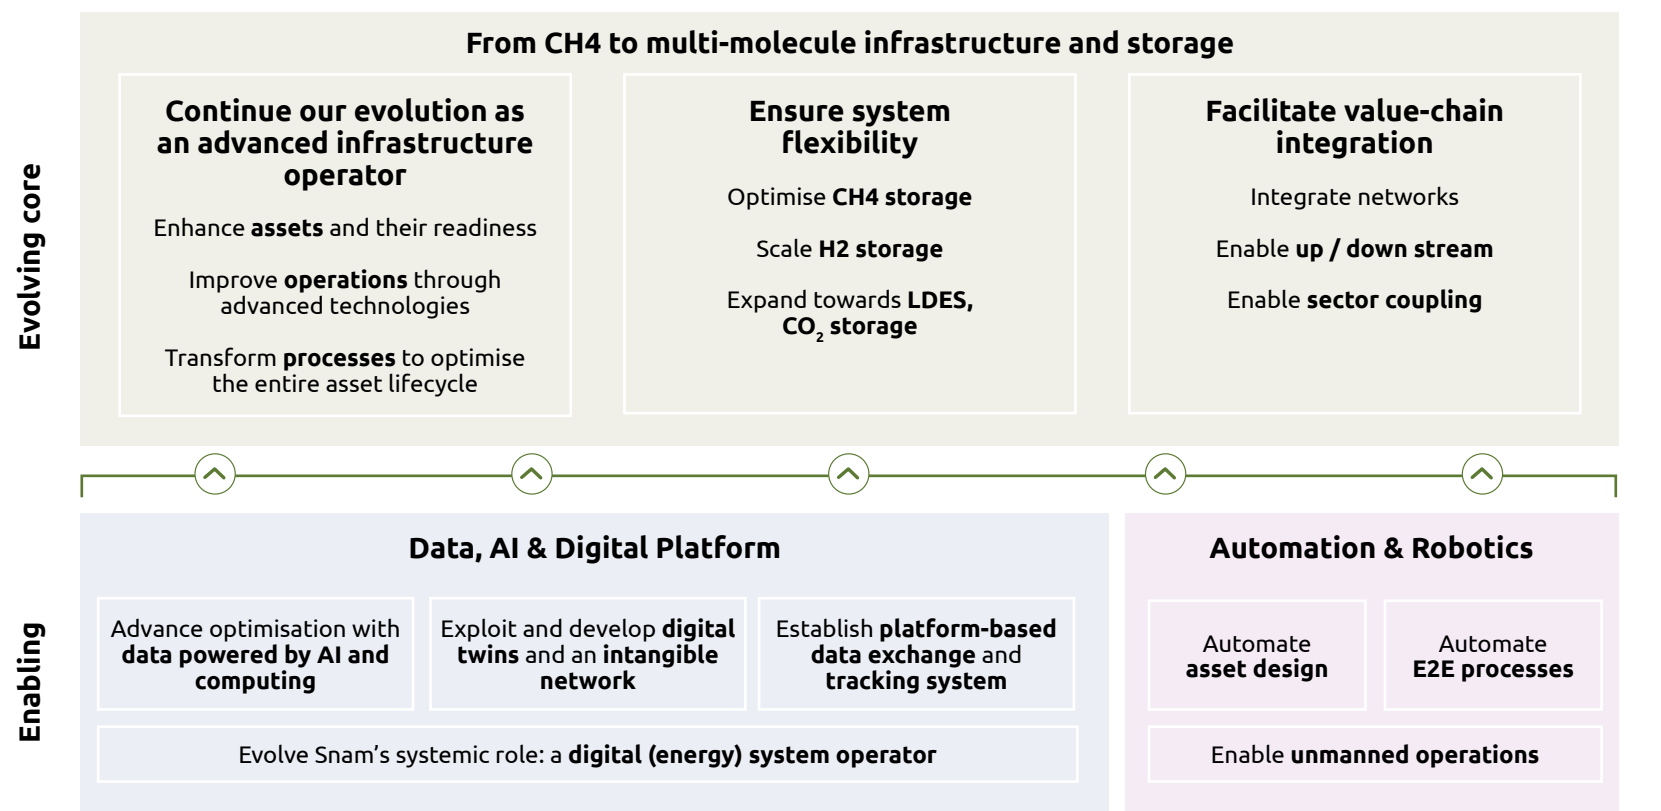 From CH4 to multi-molecule infrastructure and storage
Evolving core
Continue our evolution as
an advanced infrastructure
operator
Enhance assets and their readiness
Improve operations through
advanced technologies
Transform processes to optimise
the entire asset lifecycle
Ensure system
flexibility
Optimise CH4 storage
Scale H2 storage
Expand towards LDES,
CO₂ storage
Facilitate value-chain
integration
Integrate networks
Enable up / down stream
Enable sector coupling
Enabling
Data, AI & Digital Platform
Advance optimisation with
data powered by AI and
computing
Exploit and develop digital
twins and an intangible
network
Establish platform-based
data exchange and
tracking system
Evolve Snam’s systemic role: a digital (energy) system operator
Automation & Robotics
Automate
asset design
Automate
E2E processes
Enable unmanned operations